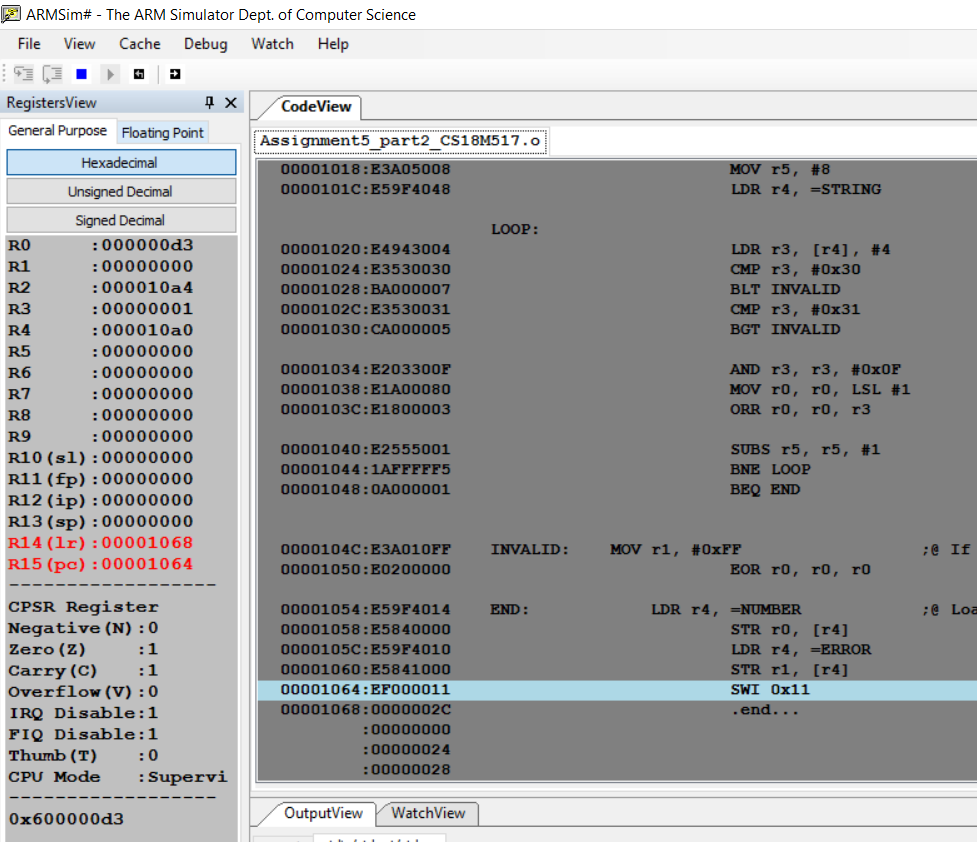 ARMSim# - The ARM Simulator Dept. of Computer Science
File View Cache Debug Watch Help
RegistersView
General Purpose Floating Point
Hexadecimal
Unsigned Decimal
Signed Decimal
R0 :000000d3
R1 :00000000
R2 :000010a4
R3 :00000001
R4 :000010a0
R5 :00000000
R6 :00000000
R7 :00000000
R8 :00000000
R9 :00000000
R10(sl):00000000
R11(fp):00000000
R12(ip):00000000
R13(sp):00000000
R14(lr):00001068
R15(pc):00001064
--------------------
CPSR Register
Negative(N):0
Zero(Z) :1
Carry(C) :1
Overflow(V):0
IRQ Disable:1
FIQ Disable:1
Thumb(T) :0
CPU Mode :Supervi
--------------------
0x600000d3
CodeView
Assignment5_part2_CS18M517.o
00001018:E3A05008 MOV r5, #8
0000101C:E59F4048 LDR r4, =STRING
LOOP:
00001020:E4943004 LDR r3, [r4], #4
00001024:E3530030 CMP r3, #0x30
00001028:BA000007 BLT INVALID
0000102C:E3530031 CMP r3, #0x31
00001030:CA000005 BGT INVALID
00001034:E203300F AND r3, r3, #0x0F
00001038:E1A00080 MOV r0, r0, LSL #1
0000103C:E1800003 ORR r0, r0, r3
00001040:E2555001 SUBS r5, r5, #1
00001044:1AFFFFF5 BNE LOOP
00001048:0A000001 BEQ END
0000104C:E3A010FF INVALID: MOV r1, #0xFF ;@ If
00001050:E0200000 EOR r0, r0, r0
00001054:E59F4014 END: LDR r4, =NUMBER ;@ Loa
00001058:E5840000 STR r0, [r4]
0000105C:E59F4010 LDR r4, =ERROR
00001060:E5841000 STR r1, [r4]
00001064:EF000011 SWI 0x11
00001068:0000002C .end...
:00000000
:00000024
:00000028
OutputView WatchView